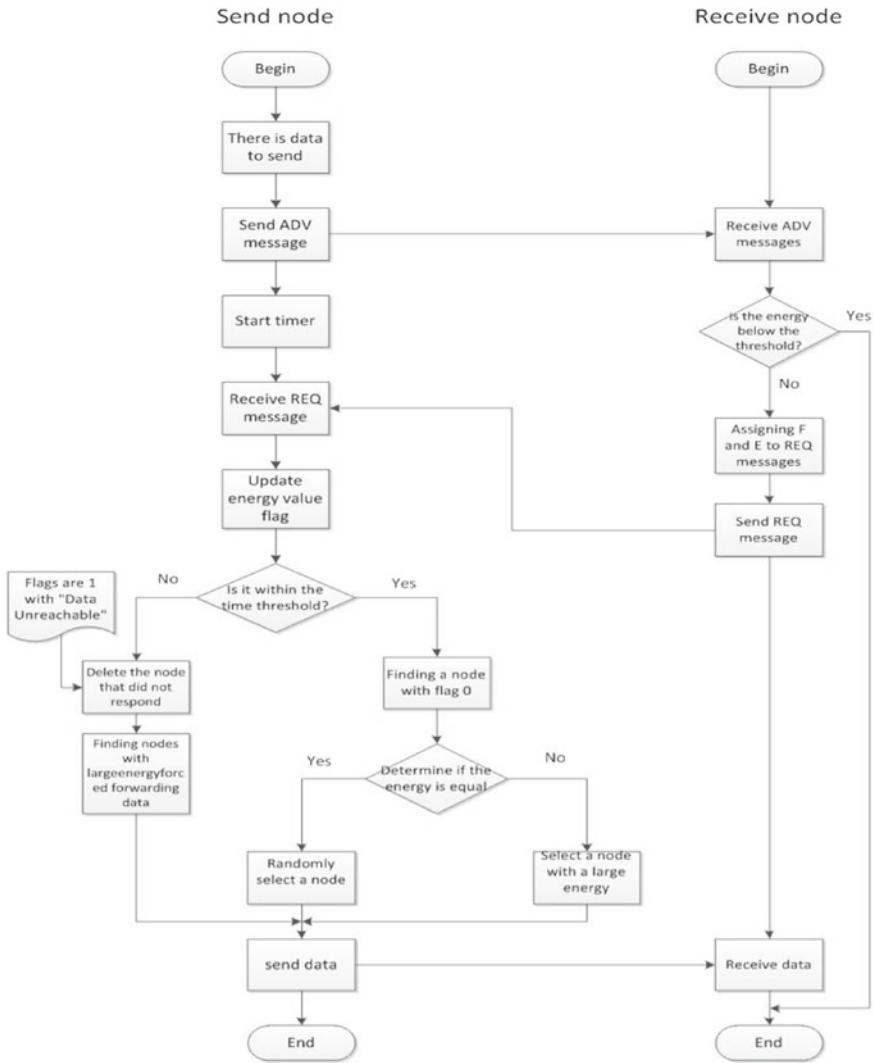 Send node
Receive node
Begin
Begin
There is data
to send
Send ADV
message
Receive ADV
messages
Start timer
Is the energy
below the
threshold?
Yes
No
Receive REQ
message
Assigning F
and E to REQ
messages
Update
energy value
flag
Send REQ
message
Flags are 1
with "Data
Unreachable"
No
Is it within the
time threshold?
Yes
Delete the node
that did not
respond
Finding a node
with flag 0
Finding nodes
with
largeenergyforc
ed forwarding
data
Yes
Determine if the
energy is equal
No
Randomly
select a node
Select a node
with a large
energy
send data
Receive data
End
End